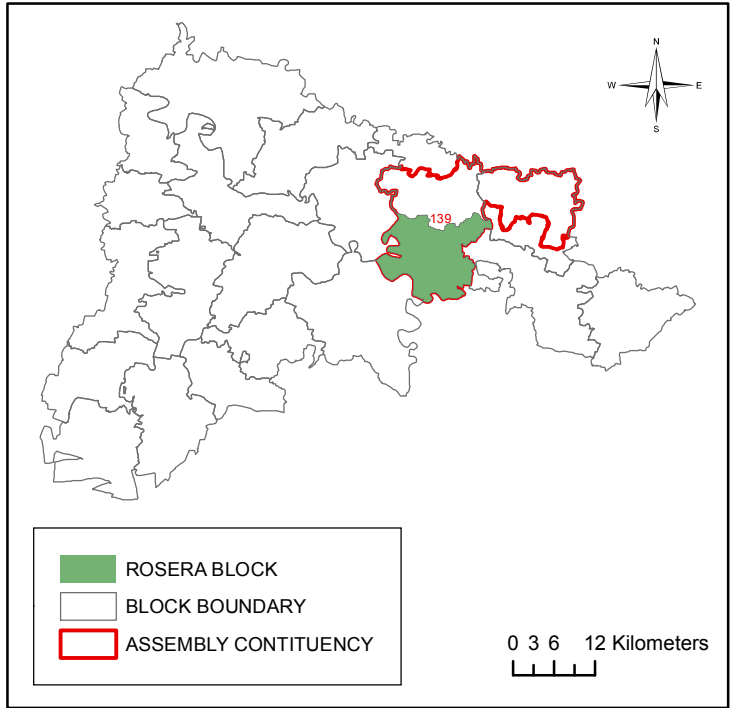 N
W E
S
139
ROSERA BLOCK
BLOCK BOUNDARY
ASSEMBLY CONTITUENCY
0 3 6 12 Kilometers